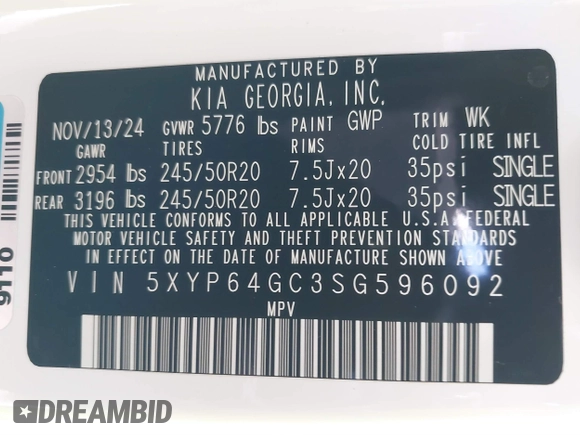 MANUFACTURED BY
KIA GEORGIA, INC.
NOV/13/24 GVWR 5776 lbs PAINT GWP TRIM WK
GAWR TIRES RIMS COLD TIRE INFL
FRONT 2954 lbs 245/50R20 7.5Jx20 35psi SINGLE
REAR 3196 lbs 245/50R20 7.5Jx20 35psi SINGLE
THIS VEHICLE CONFORMS TO ALL APPLICABLE U.S.A. FEDERAL
MOTOR VEHICLE SAFETY AND THEFT PREVENTION STANDARDS
IN EFFECT ON THE DATE OF MANUFACTURE SHOWN ABOVE.
VIN 5XYP64GC3SG596092
MPV
9110
DREAMBID